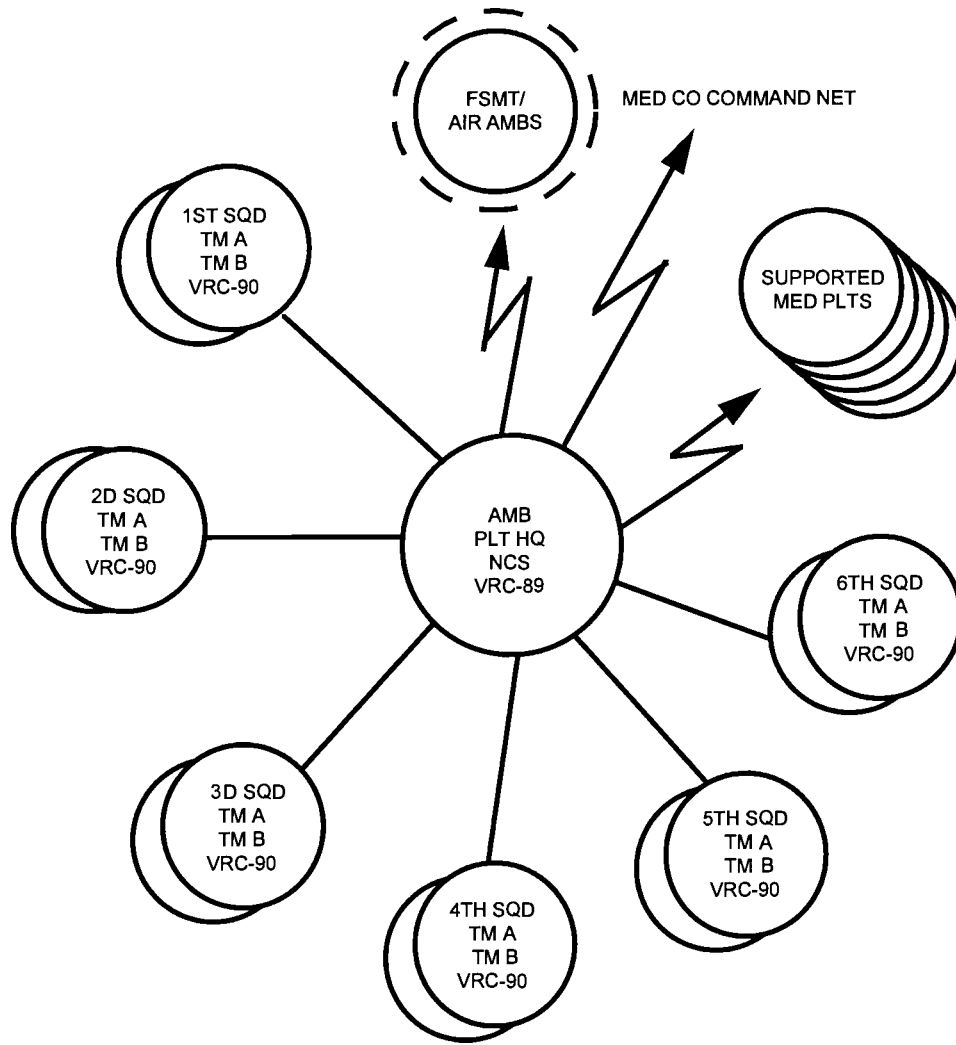 FSMT/
AIR AMBS
MED CO COMMAND NET
1ST SQD
TM A
TM B
VRC-90
SUPPORTED
MED PLTS
2D SQD
TM A
TM B
VRC-90
AMB
PLT HQ
NCS
VRC-89
6TH SQD
TM A
TM B
VRC-90
3D SQD
TM A
TM B
VRC-90
5TH SQD
TM A
TM B
VRC-90
4TH SQD
TM A
TM B
VRC-90